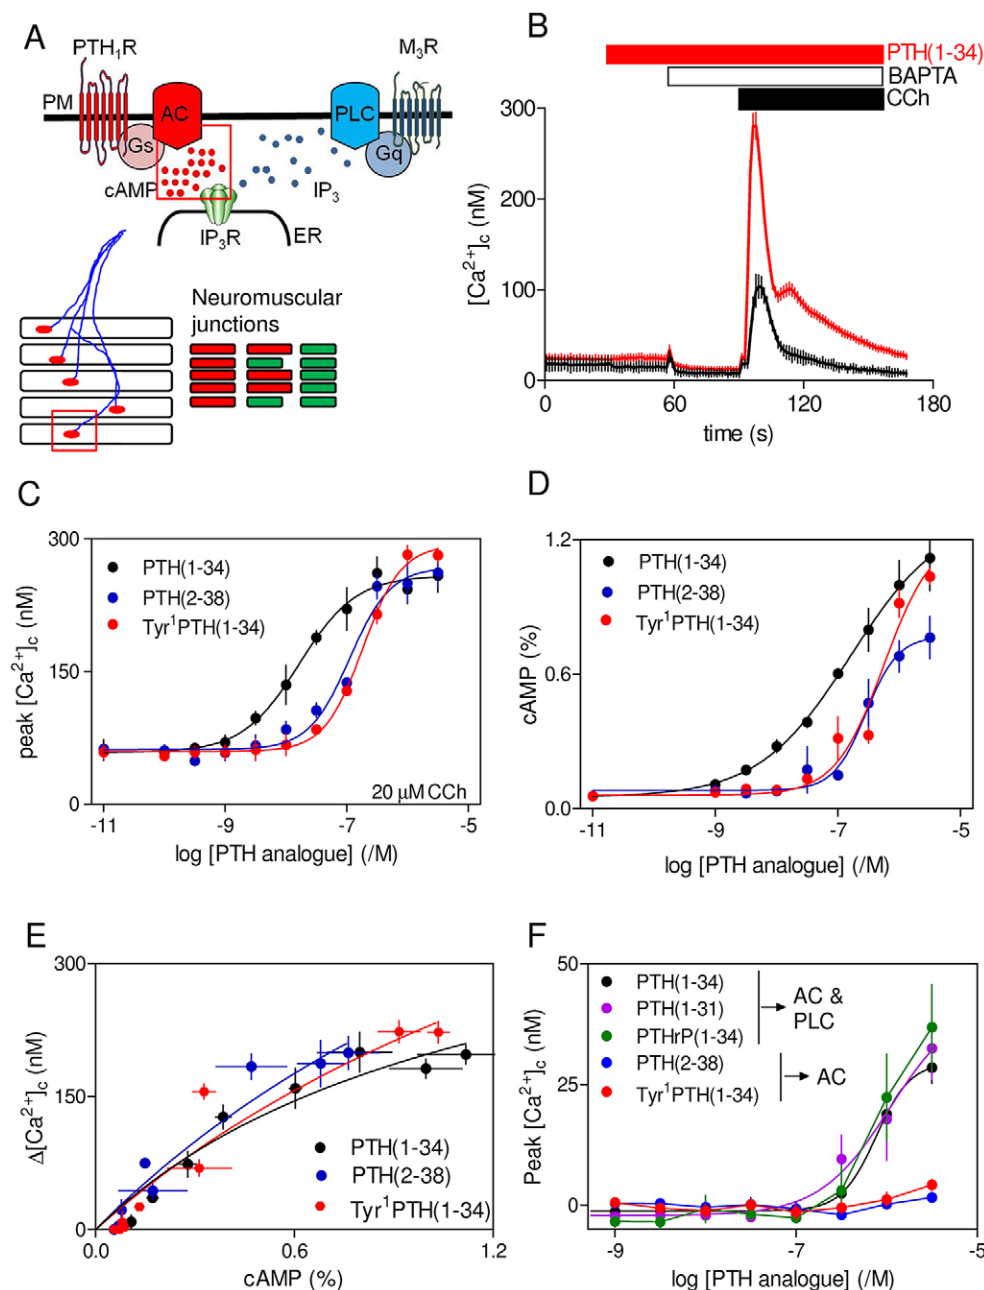 A
PTH₁R
M₃R
PM
AC
PLC
Gs
Gq
cAMP
IP₃
IP₃R
ER
Neuromuscular
junctions
B
PTH(1-34)
BAPTA
CCh
300
200
100
0
[Ca²⁺]c (nM)
0
60
120
180
time (s)
C
300
150
0
peak [Ca²⁺]c (nM)
PTH(1-34)
PTH(2-38)
Tyr¹PTH(1-34)
20 µM CCh
-11
-9
-7
-5
log [PTH analogue] (/M)
D
1.2
0.6
0.0
cAMP (%)
PTH(1-34)
PTH(2-38)
Tyr¹PTH(1-34)
-11
-9
-7
-5
log [PTH analogue] (/M)
E
300
150
0
Δ[Ca²⁺]c (nM)
PTH(1-34)
PTH(2-38)
Tyr¹PTH(1-34)
0.0
0.6
1.2
cAMP (%)
F
50
25
0
Peak [Ca²⁺]c (nM)
PTH(1-34)
PTH(1-31)
PTHrP(1-34)
AC &
PLC
PTH(2-38)
Tyr¹PTH(1-34)
AC
-9
-7
-5
log [PTH analogue] (/M)